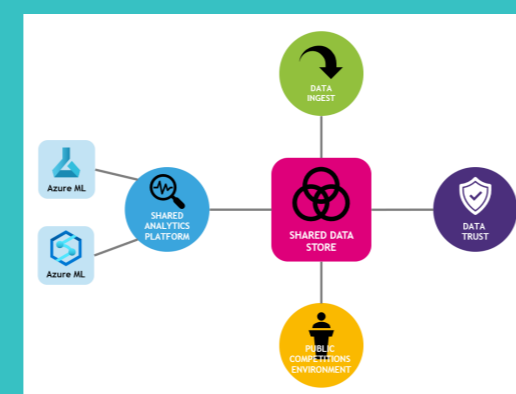 DATA
INGEST
Azure ML
SHARED
ANALYTICS
PLATFORM
SHARED DATA
STORE
DATA
TRUST
Azure ML
PUBLIC
COMPETITIONS
ENVIRONMENT